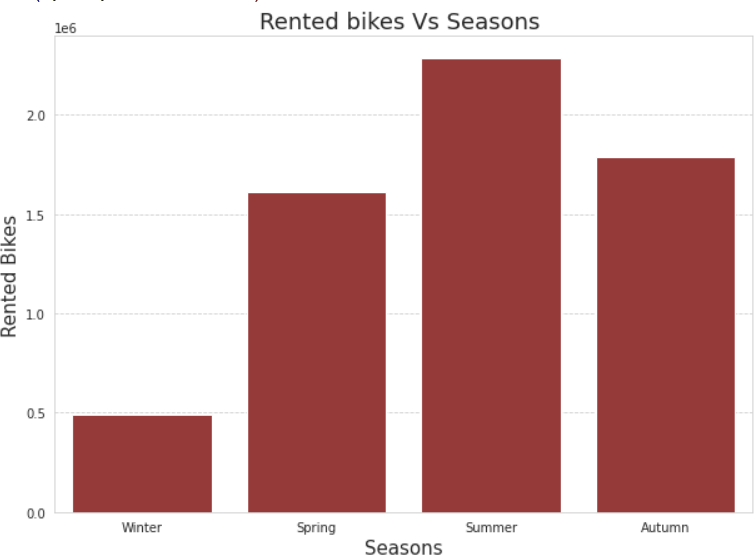 Rented bikes Vs Seasons
1e6
2.0
1.5
1.0
0.5
0.0
Rented Bikes
Winter Spring Summer Autumn
Seasons